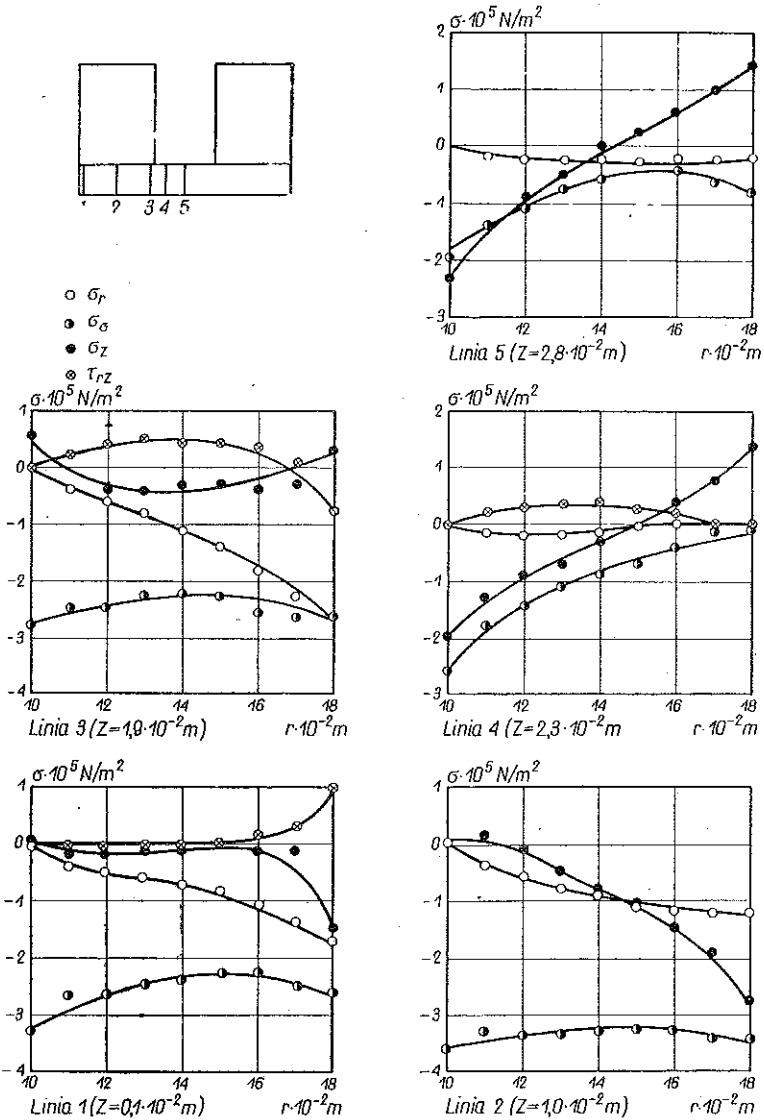 1 2 3 4 5
σ_r
σ_σ
σ_Z
τ_rZ
σ·10⁵ N/m²
2
1
0
-1
-2
-3
10 12 14 16 18
Linia 5 (Z=2,8·10⁻²m) r·10⁻²m
σ·10⁵ N/m²
1
0
-1
-2
-3
-4
10 12 14 16 18
Linia 3 (Z=1,9·10⁻²m) r·10⁻²m
σ·10⁵ N/m²
2
1
0
-1
-2
-3
10 12 14 16 18
Linia 4 (Z=2,3·10⁻²m r·10⁻²m
σ·10⁵ N/m²
1
0
-1
-2
-3
-4
10 12 14 16 18
Linia 1 (Z=0,1·10⁻²m) r·10⁻²m
σ·10⁵ N/m²
1
0
-1
-2
-3
-4
10 12 14 16 18
Linia 2 (Z=1,0·10⁻²m) r·10⁻²m